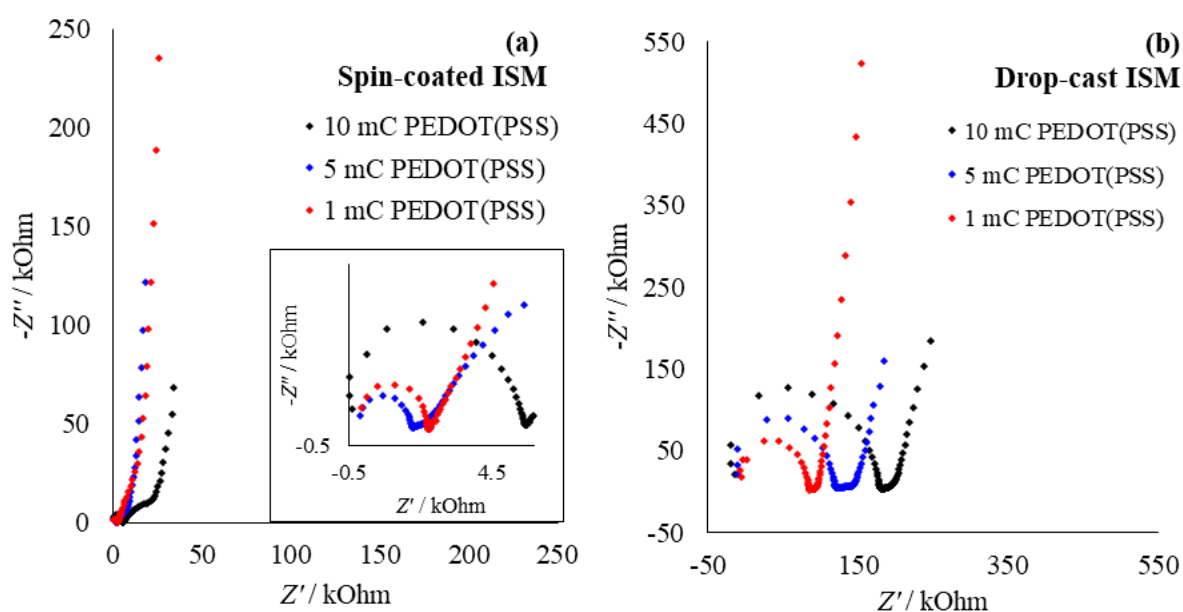 (a)
Spin-coated ISM
10 mC PEDOT(PSS)
5 mC PEDOT(PSS)
1 mC PEDOT(PSS)
-Z'' / kOhm
250
200
150
100
50
0
0
50
100
150
200
250
Z' / kOhm
-Z'' / kOhm
-0.5
-0.5
4.5
Z' / kOhm
(b)
Drop-cast ISM
10 mC PEDOT(PSS)
5 mC PEDOT(PSS)
1 mC PEDOT(PSS)
-Z'' / kOhm
550
450
350
250
150
50
-50
-50
150
350
550
Z' / kOhm